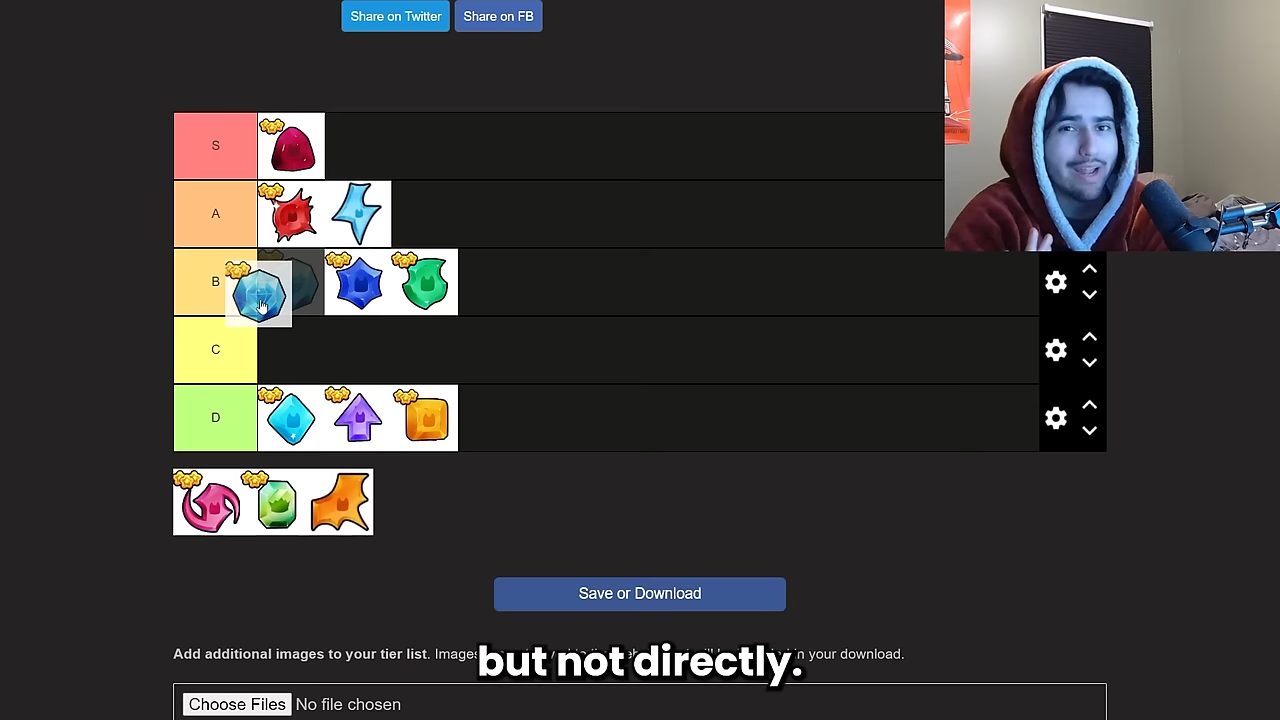 Share on Twitter
Share on FB
S
A
B
C
D
Save or Download
Add additional images to your tier list. Images
in your download.
but not directly.
Choose Files No file chosen